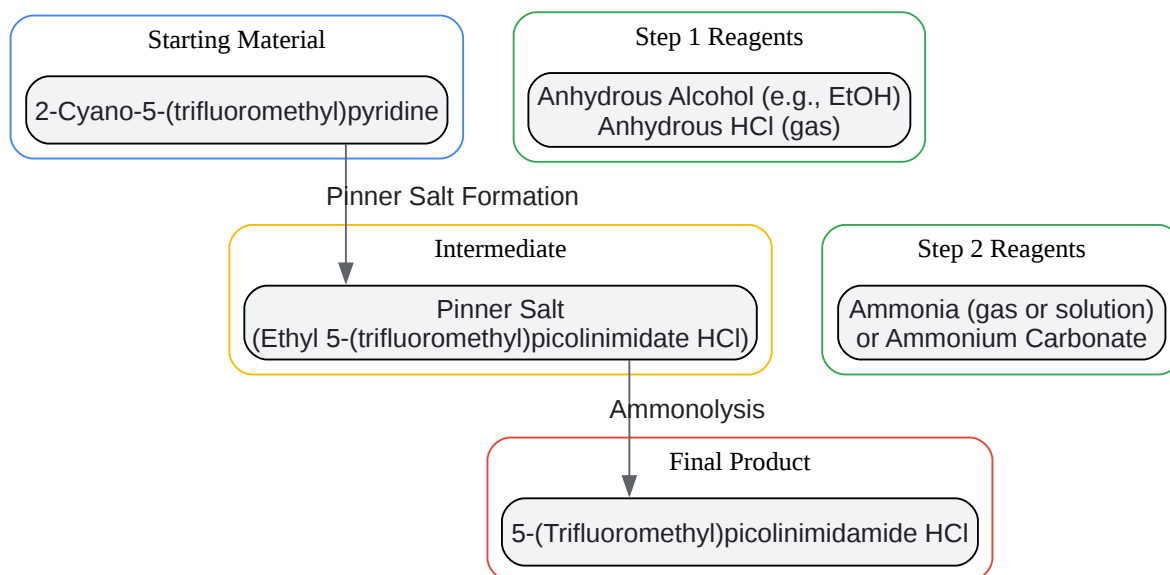 Starting Material
2-Cyano-5-(trifluoromethyl)pyridine
Step 1 Reagents
Anhydrous Alcohol (e.g., EtOH)
Anhydrous HCl (gas)
Pinner Salt Formation
Intermediate
Pinner Salt
(Ethyl 5-(trifluoromethyl)picolinimidate HCl)
Step 2 Reagents
Ammonia (gas or solution)
or Ammonium Carbonate
Ammonolysis
Final Product
5-(Trifluoromethyl)picolinimidamide HCl